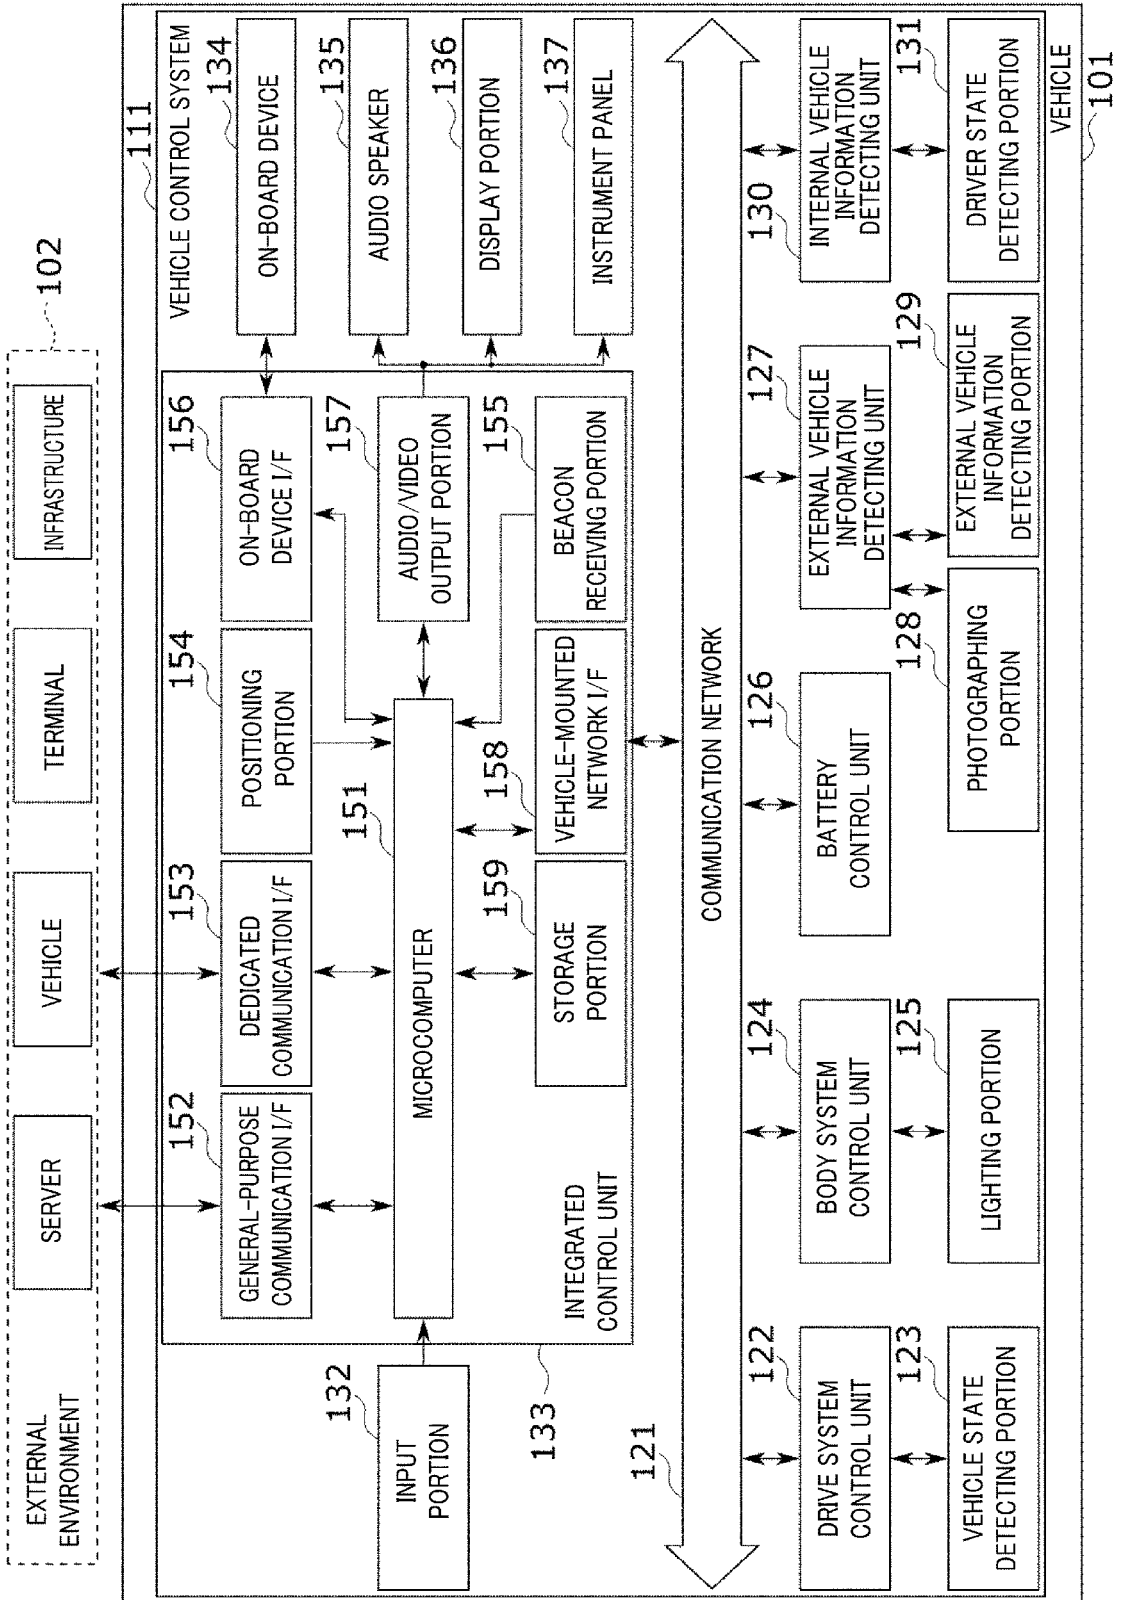 EXTERNAL
ENVIRONMENT
SERVER
VEHICLE
TERMINAL
INFRASTRUCTURE
102
111
VEHICLE CONTROL SYSTEM
152
GENERAL-PURPOSE
COMMUNICATION I/F
153
DEDICATED
COMMUNICATION I/F
154
POSITIONING
PORTION
156
ON-BOARD
DEVICE I/F
134
ON-BOARD DEVICE
132
INPUT
PORTION
151
MICROCOMPUTER
157
AUDIO/VIDEO
OUTPUT PORTION
135
AUDIO SPEAKER
136
DISPLAY PORTION
137
INSTRUMENT PANEL
133
INTEGRATED
CONTROL UNIT
159
STORAGE
PORTION
158
VEHICLE-MOUNTED
NETWORK I/F
155
BEACON
RECEIVING PORTION
121
COMMUNICATION NETWORK
122
DRIVE SYSTEM
CONTROL UNIT
124
BODY SYSTEM
CONTROL UNIT
126
BATTERY
CONTROL UNIT
127
EXTERNAL VEHICLE
INFORMATION
DETECTING UNIT
130
INTERNAL VEHICLE
INFORMATION
DETECTING UNIT
123
VEHICLE STATE
DETECTING PORTION
125
LIGHTING PORTION
128
PHOTOGRAPHING
PORTION
129
EXTERNAL VEHICLE
INFORMATION
DETECTING PORTION
131
DRIVER STATE
DETECTING PORTION
VEHICLE
101